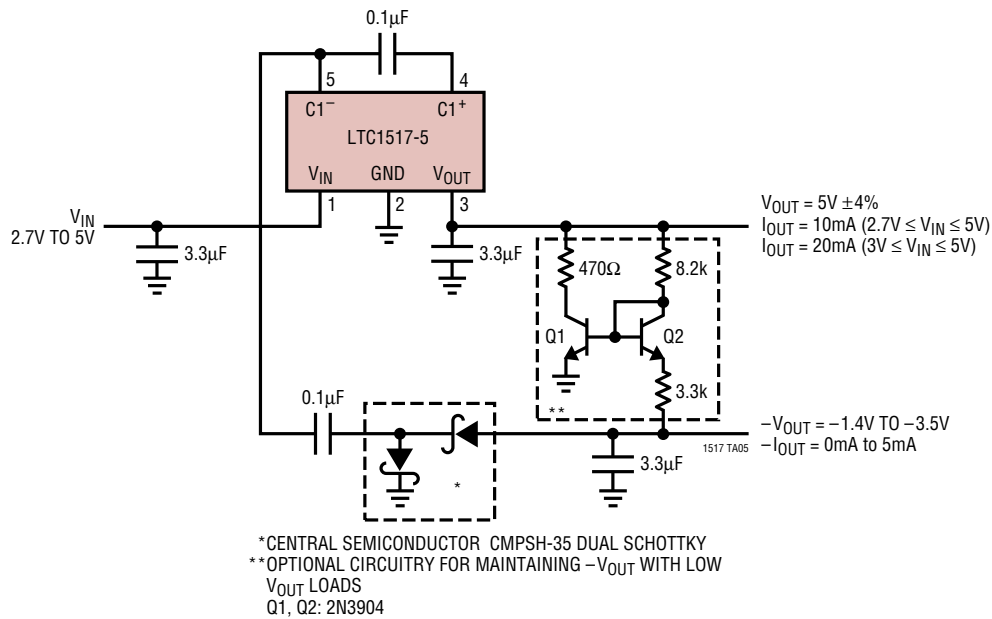 0.1µF
5
4
C1⁻
C1⁺
LTC1517-5
V_IN
GND
V_OUT
1
2
3
V_IN
2.7V TO 5V
3.3µF
3.3µF
V_OUT = 5V ±4%
I_OUT = 10mA (2.7V ≤ V_IN ≤ 5V)
I_OUT = 20mA (3V ≤ V_IN ≤ 5V)
470Ω
8.2k
Q1
Q2
3.3k
**
0.1µF
*
3.3µF
1517 TA05
–V_OUT = –1.4V TO –3.5V
–I_OUT = 0mA to 5mA
*CENTRAL SEMICONDUCTOR CMPSH-35 DUAL SCHOTTKY
**OPTIONAL CIRCUITRY FOR MAINTAINING –V_OUT WITH LOW
V_OUT LOADS
Q1, Q2: 2N3904